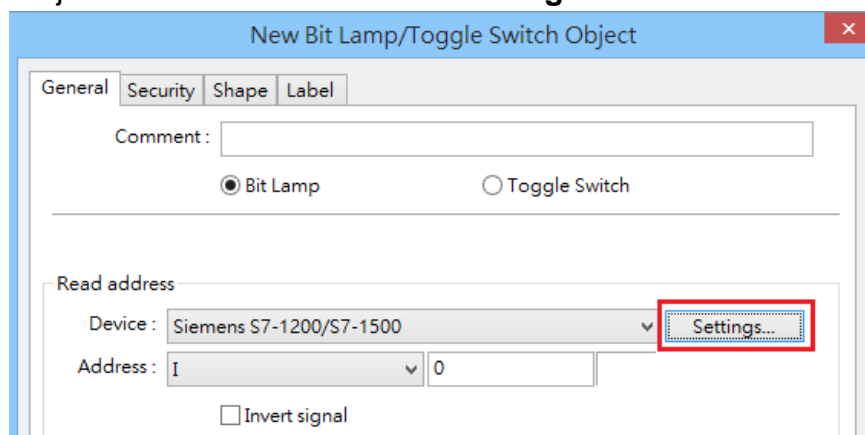 New Bit Lamp/Toggle Switch Object
General Security Shape Label
Comment :
Bit Lamp Toggle Switch
Read address
Device : Siemens S7-1200/S7-1500 Settings...
Address : I 0
Invert signal